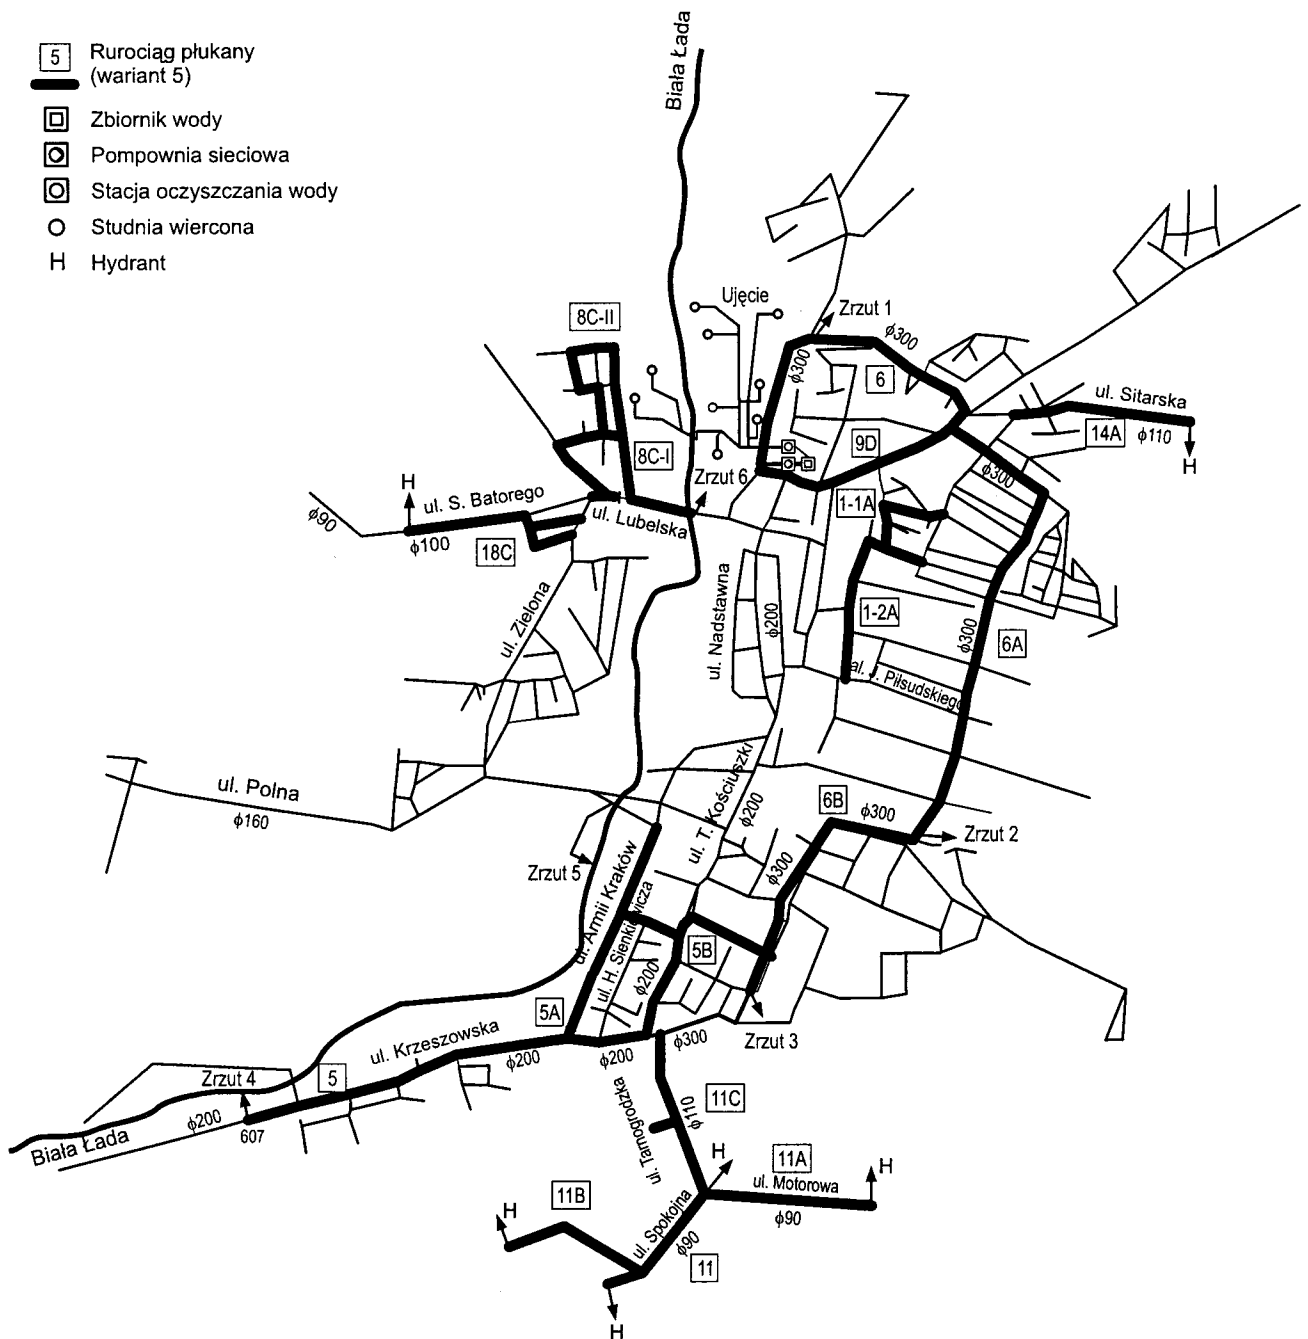 5 Rurociąg płukany
(wariant 5)
Zbiornik wody
Pompownia sieciowa
Stacja oczyszczania wody
Studnia wiercona
H Hydrant
Biała Łada
Ujęcie
8C-II
Zrzut 1
ϕ300
ϕ300
6
ul. Sitarska
14A
ϕ110
H
9D
8C-I
Zrzut 6
H
ul. S. Batorego
ϕ90
ϕ100
ul. Lubelska
18C
1-1A
ϕ300
ul. Zielona
ul. Nadstawna
ϕ200
1-2A
ϕ300
6A
al. J. Piłsudskiego
ul. Polna
ϕ160
ul. T. Kościuszki
ϕ200
6B
ϕ300
Zrzut 2
Zrzut 5
ul. Armii Kraków
ul. H. Sienkiewicza
ϕ300
5B
ϕ200
5A
ul. Krzeszowska
ϕ200
ϕ200
ϕ300
Zrzut 3
Zrzut 4
5
ϕ200
607
Biała Łada
ul. Tarnogrodzka
11C
ϕ110
H
11A
ul. Motorowa
ϕ90
H
11B
H
ul. Spokojna
ϕ90
11
H